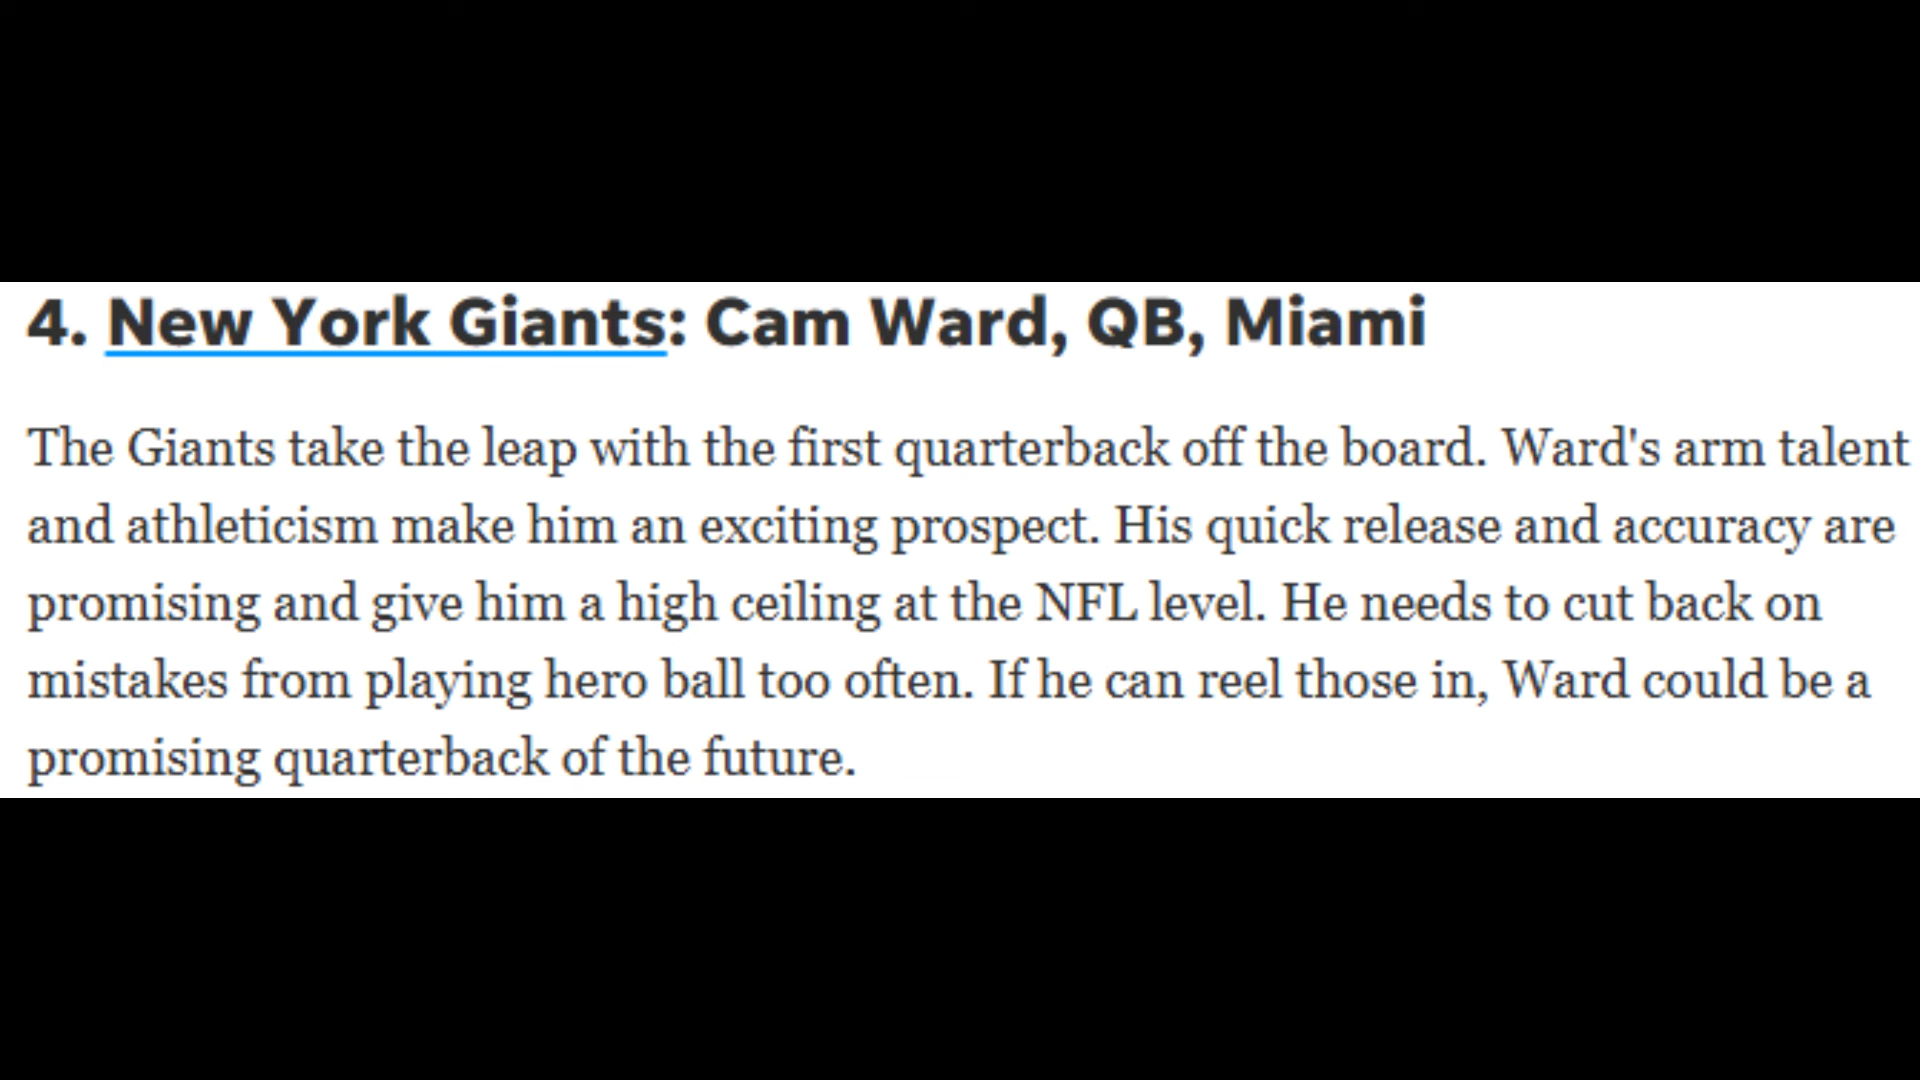 4. New York Giants: Cam Ward, QB, Miami
The Giants take the leap with the first quarterback off the board. Ward's arm talent
and athleticism make him an exciting prospect. His quick release and accuracy are
promising and give him a high ceiling at the NFL level. He needs to cut back on
mistakes from playing hero ball too often. If he can reel those in, Ward could be a
promising quarterback of the future.